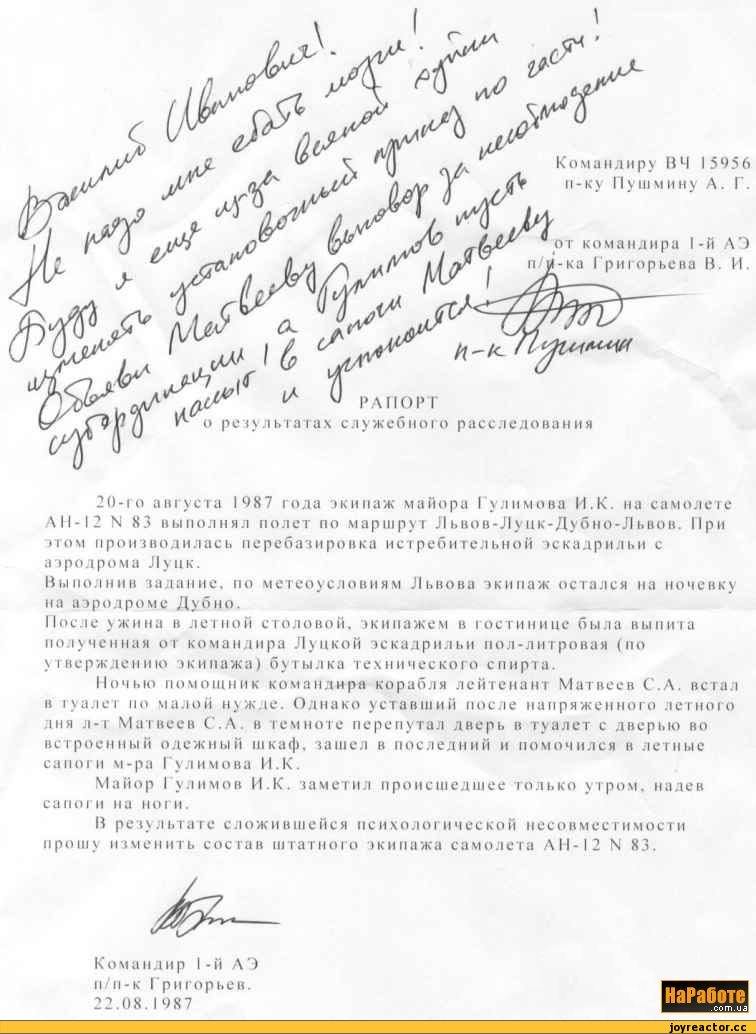 Василий Иванович!
Не надо мне ебать мозги!
Буду я еще из-за всякой хуйни
изменять установочный приказ по части!
Объяви Матвееву выговор за несоблюдение
субординации, а Гулимов пусть
нассыт в сапоги Матвееву
и успокоится!
п-к Пушмин
Командиру ВЧ 15956
п-ку Пушмину А. Г.
от командира 1-й АЭ
п/п-ка Григорьева В. И.
РАПОРТ
о результатах служебного расследования
20-го августа 1987 года экипаж майора Гулимова И.К. на самолете
АН-12 N 83 выполнял полет по маршрут Львов-Луцк-Дубно-Львов. При
этом производилась перебазировка истребительной эскадрильи с
аэродрома Луцк.
Выполнив задание, по метеоусловиям Львова экипаж остался на ночевку
на аэродроме Дубно.
После ужина в летной столовой, экипажем в гостинице была выпита
полученная от командира Луцкой эскадрильи пол-литровая (по
утверждению экипажа) бутылка технического спирта.
Ночью помощник командира корабля лейтенант Матвеев С.А. встал
в туалет по малой нужде. Однако уставший после напряженного летного
дня л-т Матвеев С.А. в темноте перепутал дверь в туалет с дверью во
встроенный одежный шкаф, зашел в последний и помочился в летные
сапоги м-ра Гулимова И.К.
Майор Гулимов И.К. заметил происшедшее только утром, надев
сапоги на ноги.
В результате сложившейся психологической несовместимости
прошу изменить состав штатного экипажа самолета АН-12 N 83.
Командир 1-й АЭ
п/п-к Григорьев.
22.08.1987
НаРаботе
.com.ua
joyreactor.cc